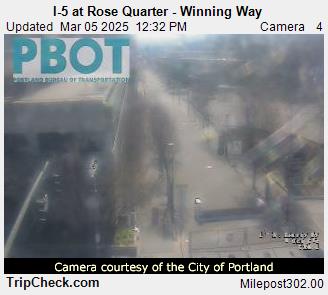 I-5 at Rose Quarter - Winning Way
Updated Mar 05 2025 12:32 PM Camera 4
PBOT
PORTLAND BUREAU OF TRANSPORTATION
Camera courtesy of the City of Portland
TripCheck.com Milepost302.00